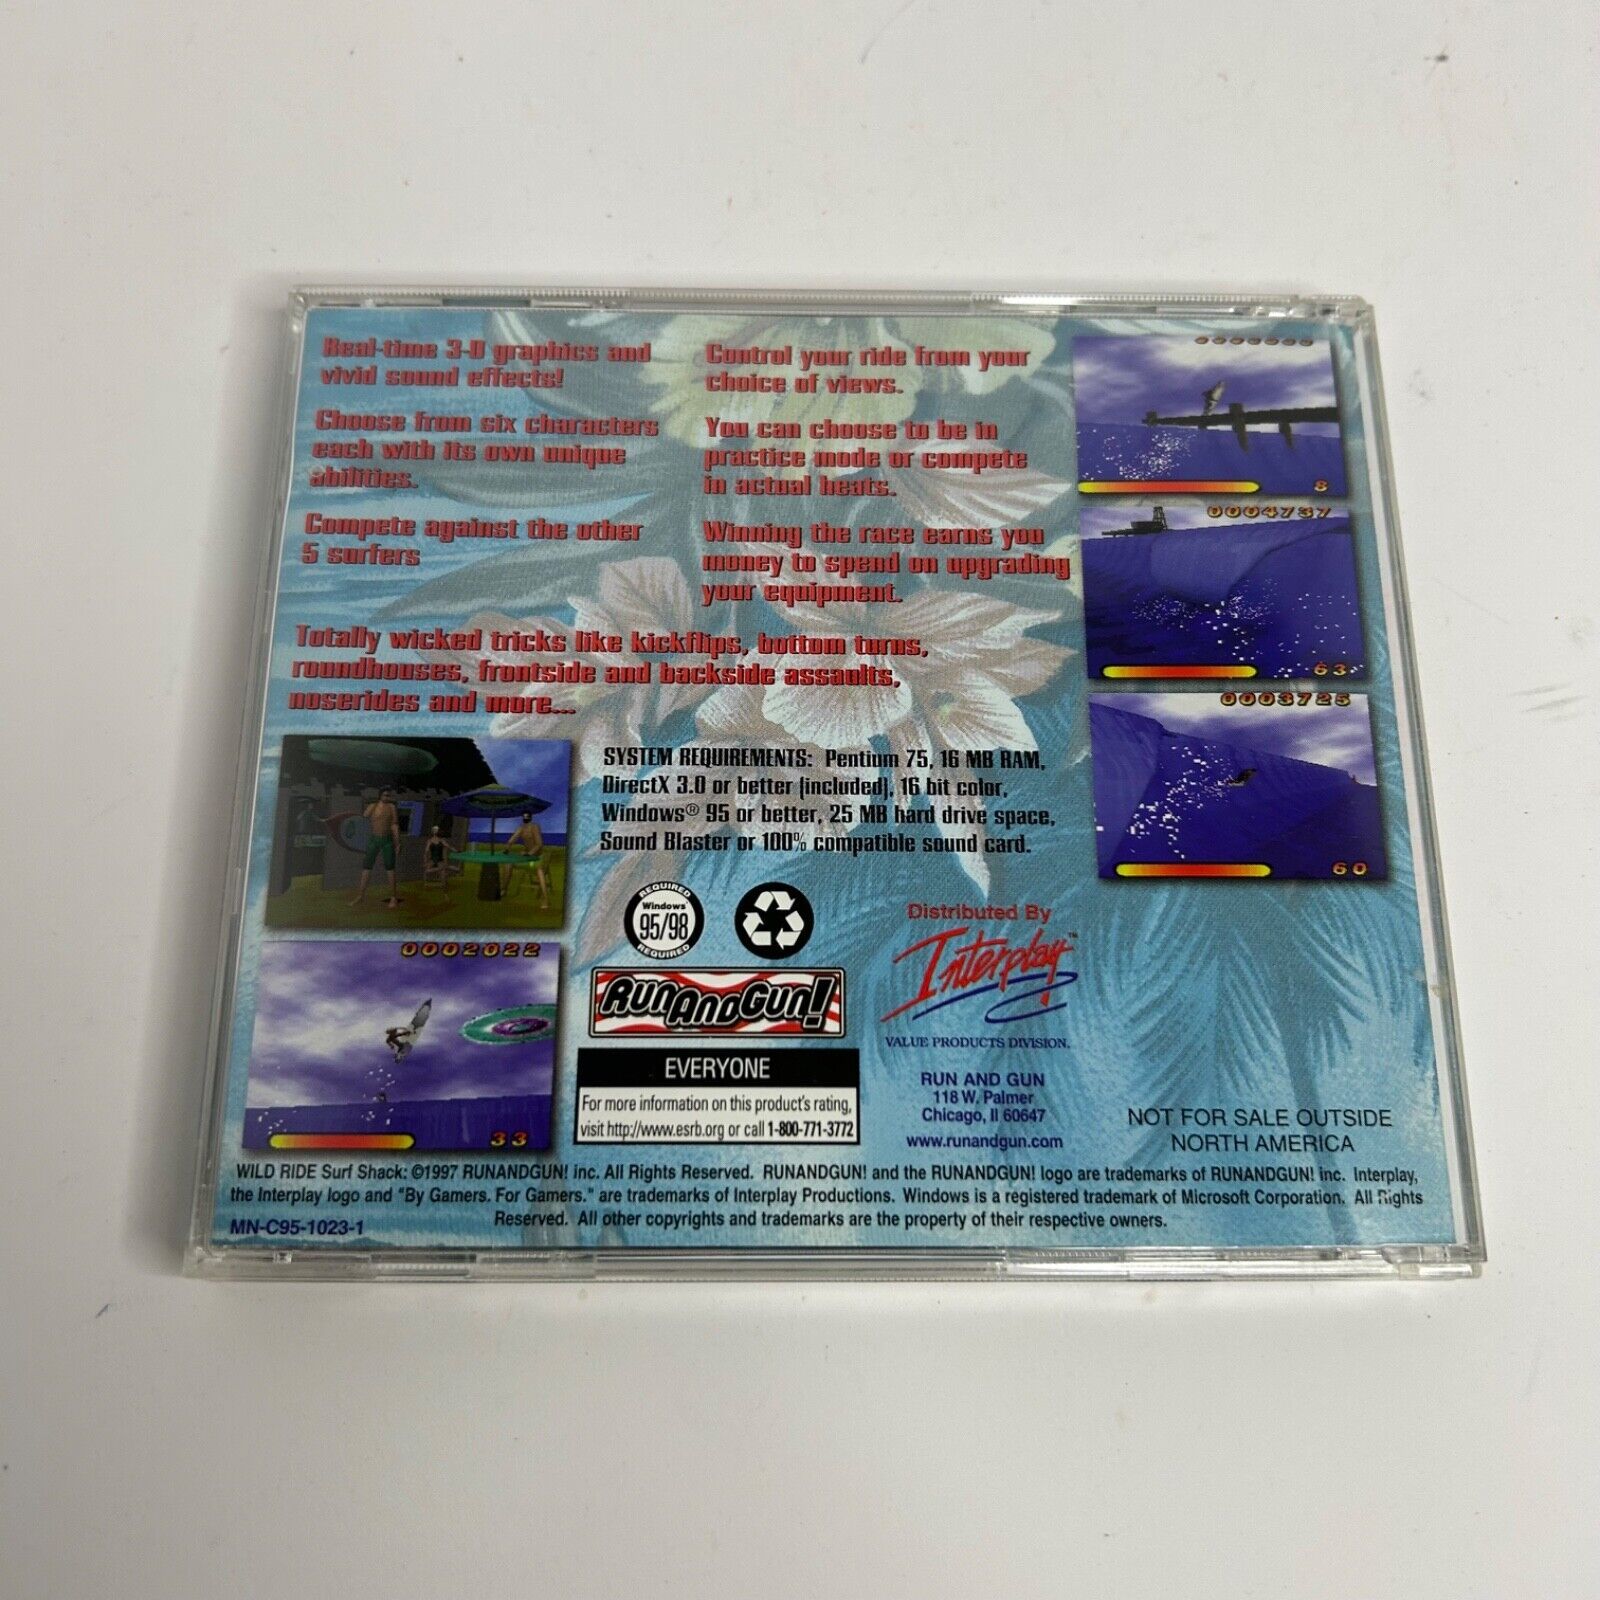 Real-time 3-D graphics and
vivid sound effects!
Choose from six characters
each with its own unique
abilities.
Compete against the other
5 surfers
Control your ride from your
choice of views.
You can choose to be in
practice mode or compete
in actual heats.
Winning the race earns you
money to spend on upgrading
your equipment.
Totally wicked tricks like kickflips, bottom turns,
roundhouses, frontside and backside assaults,
noserides and more...
8
0004737
63
0003725
60
SYSTEM REQUIREMENTS: Pentium 75, 16 MB RAM,
DirectX 3.0 or better (included), 16 bit color,
Windows® 95 or better, 25 MB hard drive space,
Sound Blaster or 100% compatible sound card.
0002022
33
REQUIRED
Windows
95/98
REQUIRED
RUNANDGUN!
EVERYONE
For more information on this product's rating,
visit http://www.esrb.org or call 1-800-771-3772
Distributed By
Interplay™
VALUE PRODUCTS DIVISION.
RUN AND GUN
118 W. Palmer
Chicago, Il 60647
www.runandgun.com
NOT FOR SALE OUTSIDE
NORTH AMERICA
WILD RIDE Surf Shack: ©1997 RUNANDGUN! inc. All Rights Reserved. RUNANDGUN! and the RUNANDGUN! logo are trademarks of RUNANDGUN! inc. Interplay,
the Interplay logo and "By Gamers. For Gamers." are trademarks of Interplay Productions. Windows is a registered trademark of Microsoft Corporation. All Rights
Reserved. All other copyrights and trademarks are the property of their respective owners.
MN-C95-1023-1